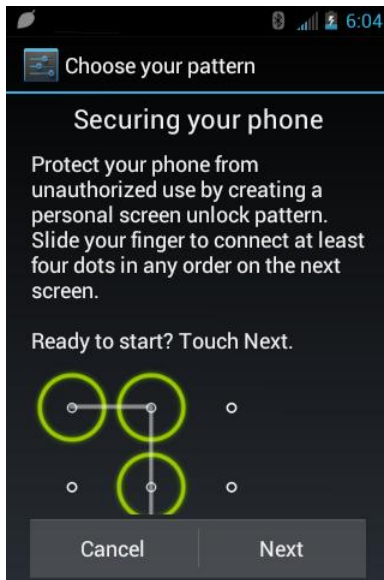 6:04
Choose your pattern
Securing your phone
Protect your phone from
unauthorized use by creating a
personal screen unlock pattern.
Slide your finger to connect at least
four dots in any order on the next
screen.
Ready to start? Touch Next.
Cancel Next